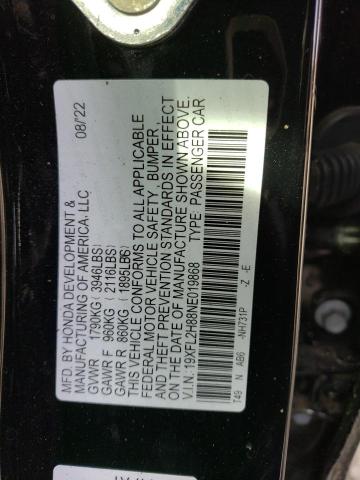 MFD. BY HONDA DEVELOPMENT & 08/22
MANUFACTURING OF AMERICA, LLC
GVWR 1790KG (3946LBS)
GAWR F 960KG (2116LBS)
GAWR R 860KG (1895LBS)
THIS VEHICLE CONFORMS TO ALL APPLICABLE
FEDERAL MOTOR VEHICLE SAFETY, BUMPER,
AND THEFT PREVENTION STANDARDS IN EFFECT
ON THE DATE OF MANUFACTURE SHOWN ABOVE.
V.I.N. 19XFL2H88NE019868 TYPE: PASSENGER CAR
T49 N AB6 -NH731P -Z -E